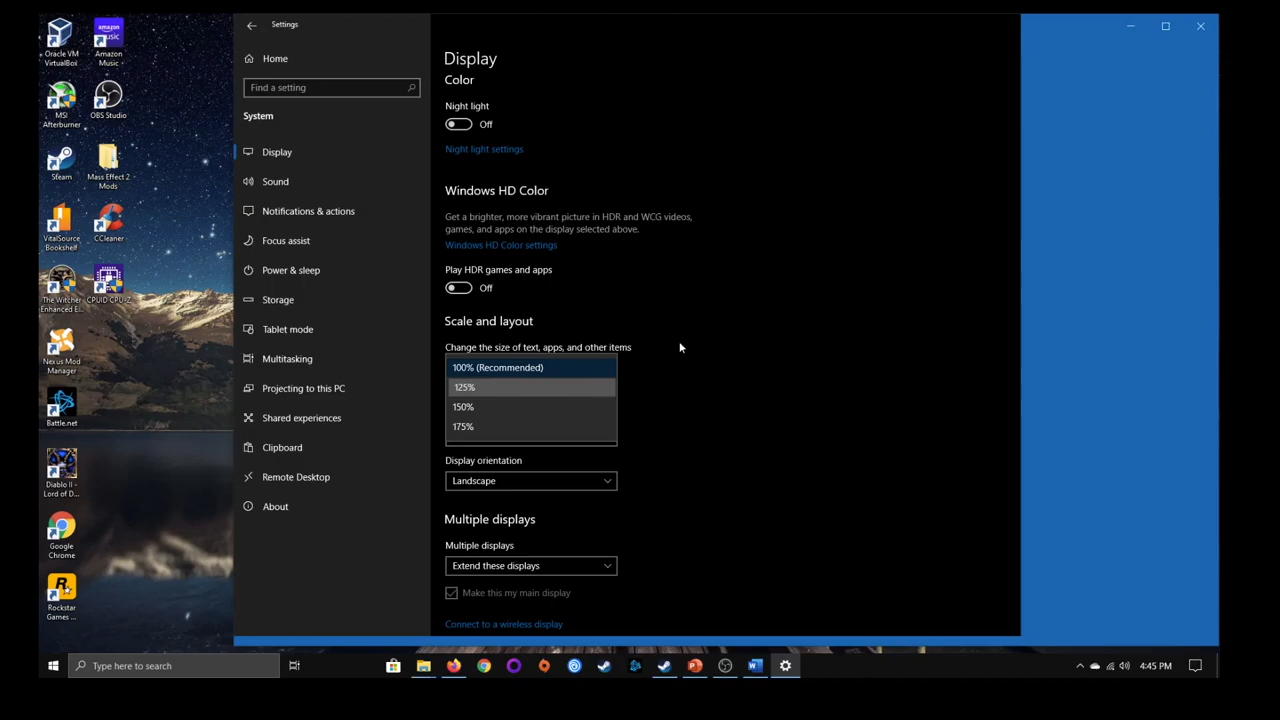 Oracle VM
VirtualBox
Amazon
Music
MSI
Afterburner
OBS Studio
Steam
Mass Effect 2
Mods
VitalSource
Bookshelf
CCleaner
The Witcher
Enhanced E...
CPUID CPU-Z
Nexus Mod
Manager
Battle.net
Diablo II -
Lord of D...
Google
Chrome
Rockstar
Games ...
Settings
Home
Find a setting
System
Display
Sound
Notifications & actions
Focus assist
Power & sleep
Storage
Tablet mode
Multitasking
Projecting to this PC
Shared experiences
Clipboard
Remote Desktop
About
Display
Color
Night light
Off
Night light settings
Windows HD Color
Get a brighter, more vibrant picture in HDR and WCG videos,
games, and apps on the display selected above.
Windows HD Color settings
Play HDR games and apps
Off
Scale and layout
Change the size of text, apps, and other items
100% (Recommended)
125%
150%
175%
Display orientation
Landscape
Multiple displays
Multiple displays
Extend these displays
Make this my main display
Connect to a wireless display
Type here to search
4:45 PM